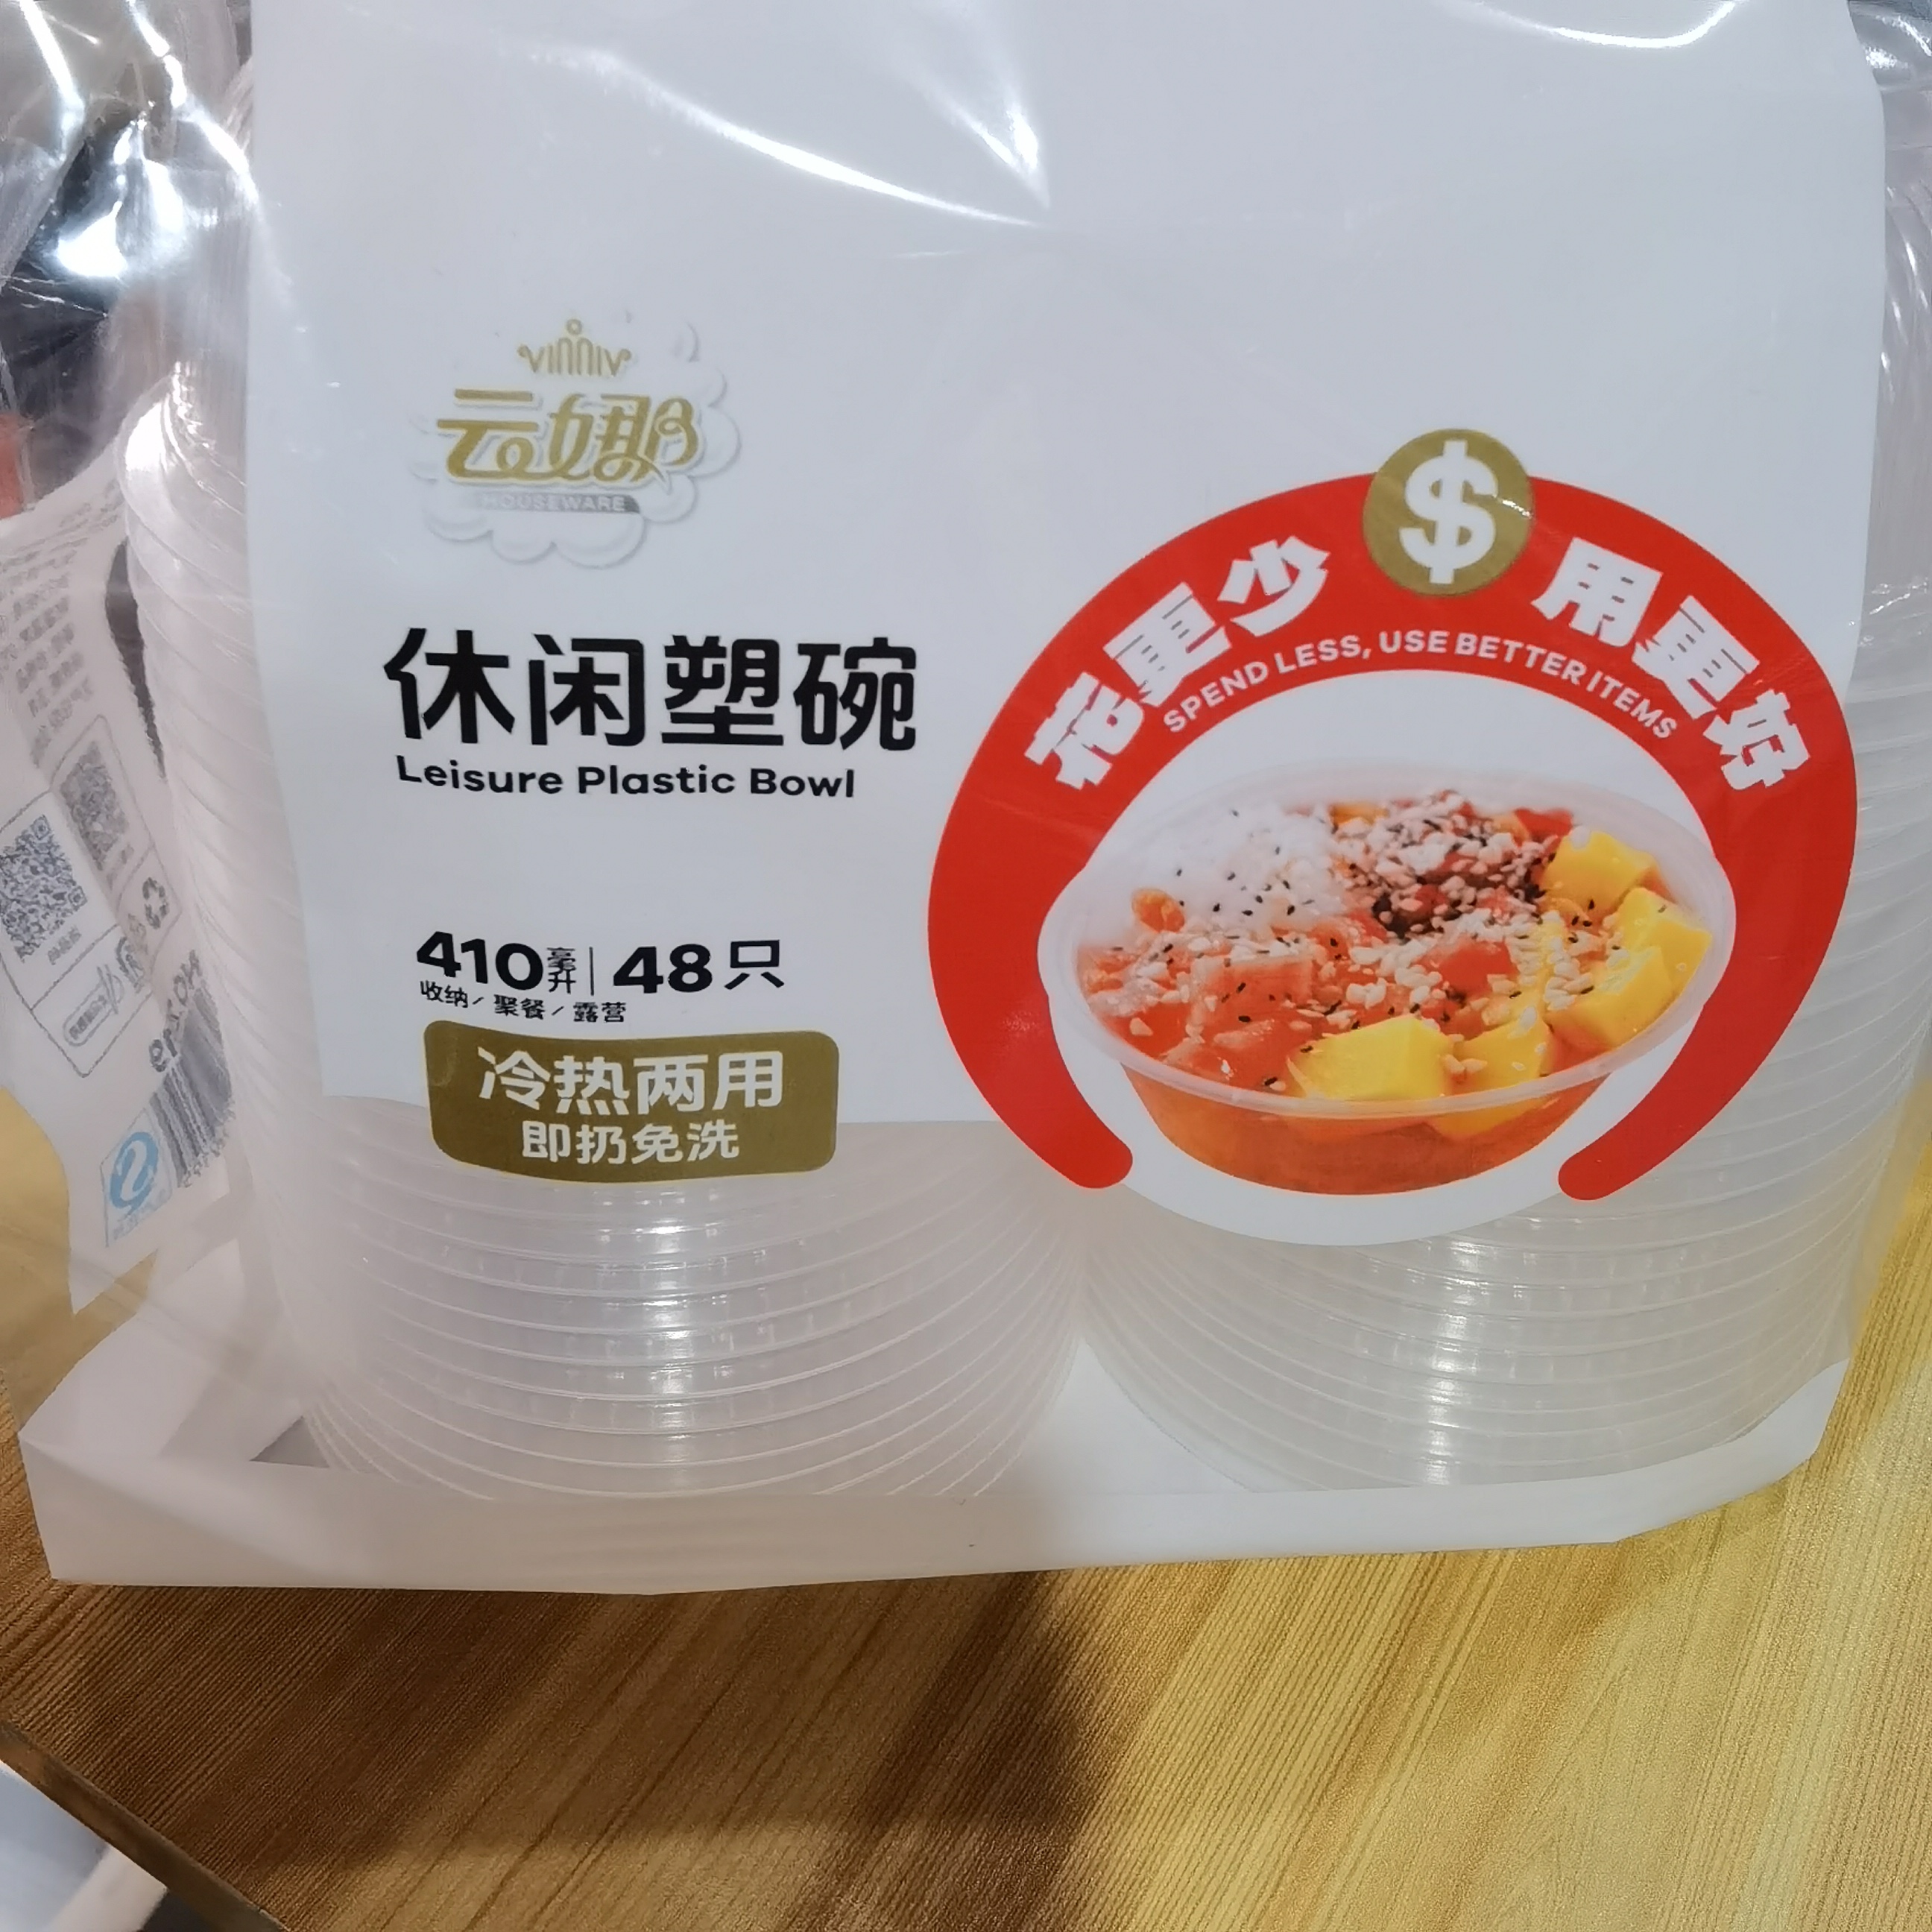 VINNIV
云娜
HOUSEWARE
休闲塑碗
Leisure Plastic Bowl
410毫升|48只
收纳/聚餐/露营
冷热两用
即扔免洗
花更少 $ 用更好
SPEND LESS, USE BETTER ITEMS